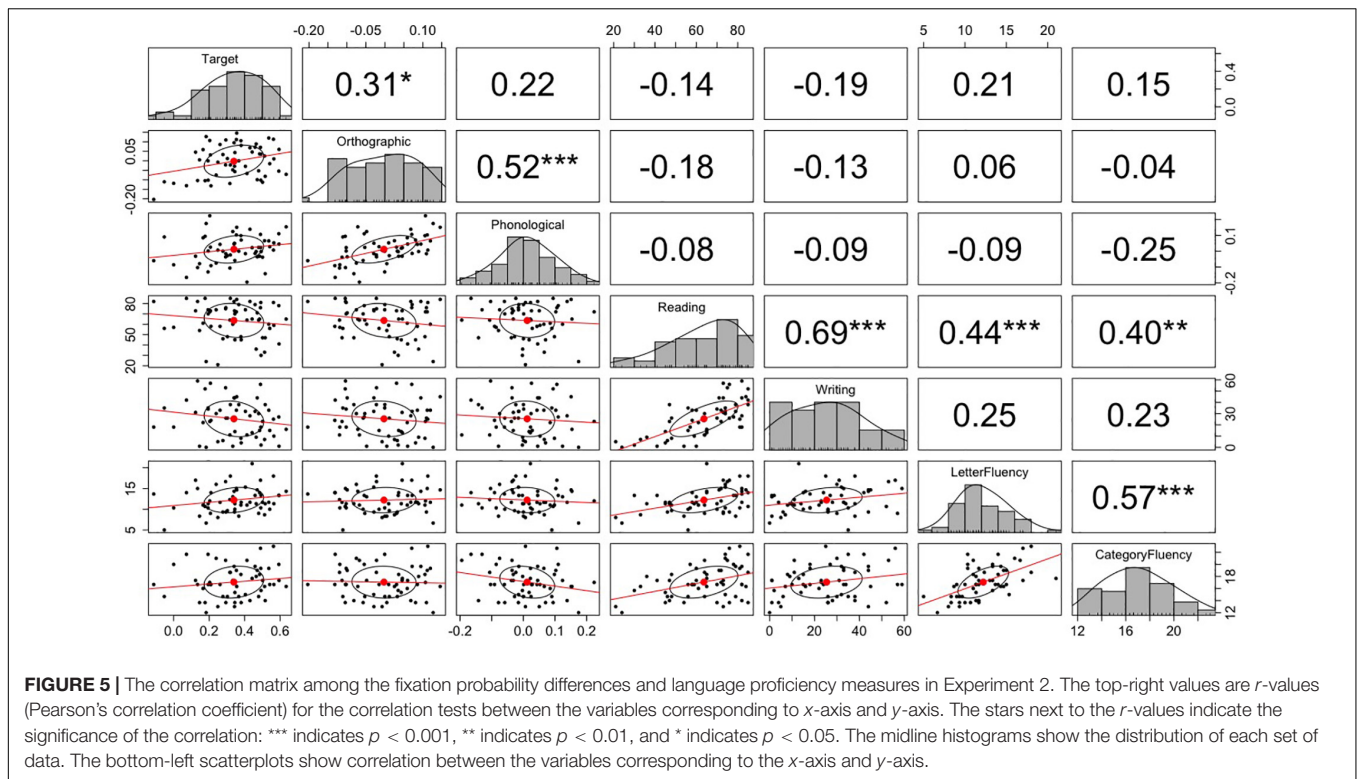 -0.20 -0.05 0.10 20 40 60 80 5 10 15 20
Target
0.31* 0.22 -0.14 -0.19 0.21 0.15
0.0 0.4
-0.20 0.05
Orthographic
0.52*** -0.18 -0.13 0.06 -0.04
Phonological
-0.08 -0.09 -0.09 -0.25
-0.2 0.1
20 50 80
Reading
0.69*** 0.44*** 0.40**
Writing
0.25 0.23
0 30 60
5 15
LetterFluency
0.57***
CategoryFluency
12 18
0.0 0.2 0.4 0.6 -0.2 0.0 0.1 0.2 0 20 40 60 12 16 20
FIGURE 5 | The correlation matrix among the fixation probability differences and language proficiency measures in Experiment 2. The top-right values are r-values
(Pearson's correlation coefficient) for the correlation tests between the variables corresponding to x-axis and y-axis. The stars next to the r-values indicate the
significance of the correlation: *** indicates p < 0.001, ** indicates p < 0.01, and * indicates p < 0.05. The midline histograms show the distribution of each set of
data. The bottom-left scatterplots show correlation between the variables corresponding to the x-axis and y-axis.